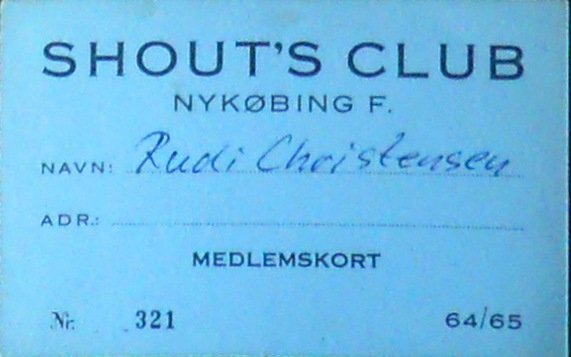 SHOUT'S CLUB
NYKØBING F.
NAVN: Rudi Christensen
ADR.:
MEDLEMSKORT
Nr. 321 64/65